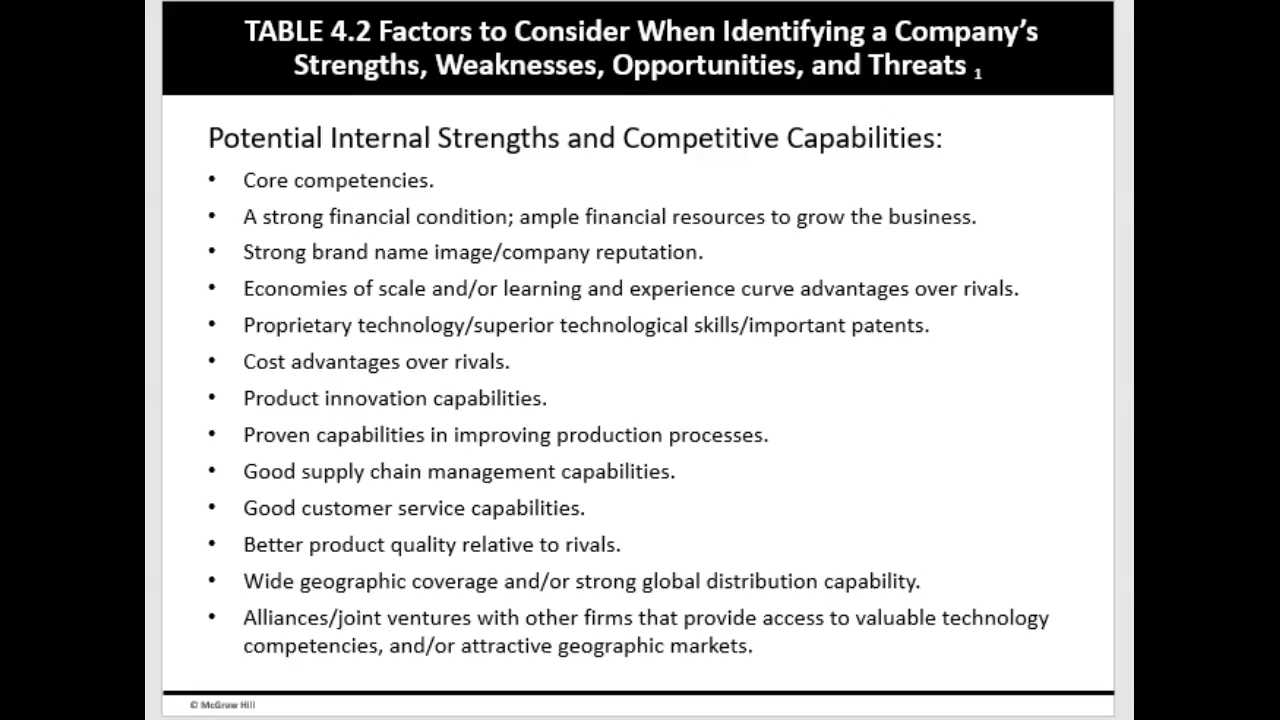 TABLE 4.2 Factors to Consider When Identifying a Company’s
Strengths, Weaknesses, Opportunities, and Threats 1
Potential Internal Strengths and Competitive Capabilities:
• Core competencies.
• A strong financial condition; ample financial resources to grow the business.
• Strong brand name image/company reputation.
• Economies of scale and/or learning and experience curve advantages over rivals.
• Proprietary technology/superior technological skills/important patents.
• Cost advantages over rivals.
• Product innovation capabilities.
• Proven capabilities in improving production processes.
• Good supply chain management capabilities.
• Good customer service capabilities.
• Better product quality relative to rivals.
• Wide geographic coverage and/or strong global distribution capability.
• Alliances/joint ventures with other firms that provide access to valuable technology
competencies, and/or attractive geographic markets.
© McGraw Hill